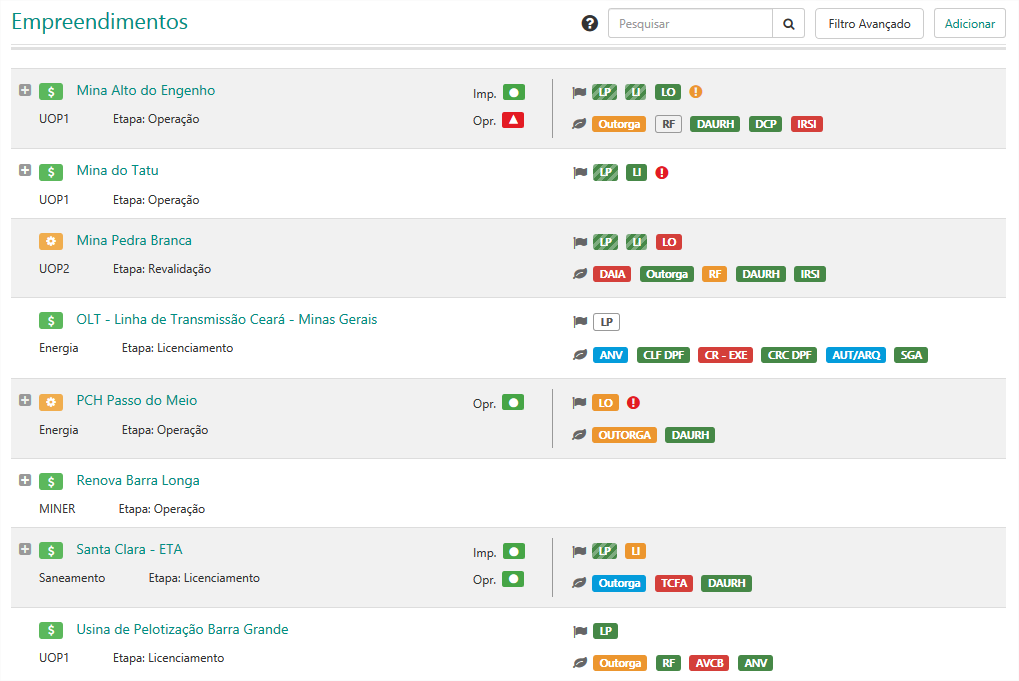 Empreendimentos ? Pesquisar Filtro Avançado Adicionar
$ Mina Alto do Engenho Imp. LP LI LO !
UOP1 Etapa: Operação Opr. Outorga RF DAURH DCP IRSI
$ Mina do Tatu LP LI !
UOP1 Etapa: Operação
Mina Pedra Branca LP LI LO
UOP2 Etapa: Revalidação DAIA Outorga RF DAURH IRSI
$ OLT - Linha de Transmissão Ceará - Minas Gerais LP
Energia Etapa: Licenciamento ANV CLF DPF CR - EXE CRC DPF AUT/ARQ SGA
PCH Passo do Meio Opr. LO !
Energia Etapa: Operação OUTORGA DAURH
$ Renova Barra Longa
MINER Etapa: Operação
$ Santa Clara - ETA Imp. LP LI
Saneamento Etapa: Licenciamento Opr. Outorga TCFA DAURH
$ Usina de Pelotização Barra Grande LP
UOP1 Etapa: Licenciamento Outorga RF AVCB ANV